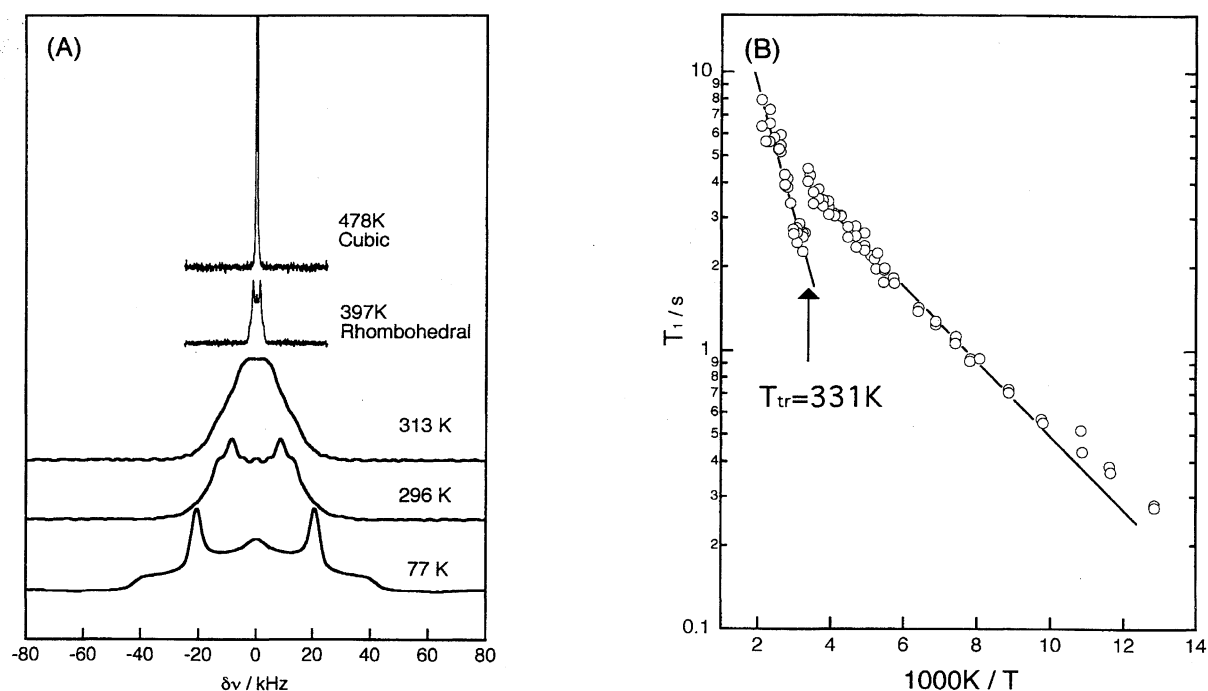 (A)
478K
Cubic
397K
Rhombohedral
313 K
296 K
77 K
-80 -60 -40 -20 0 20 40 60 80
δν / kHz
(B)
10
9
8
7
6
5
4
3
2
1
9
8
7
6
5
4
3
2
0.1
T1 / s
Ttr=331K
2 4 6 8 10 12 14
1000K / T